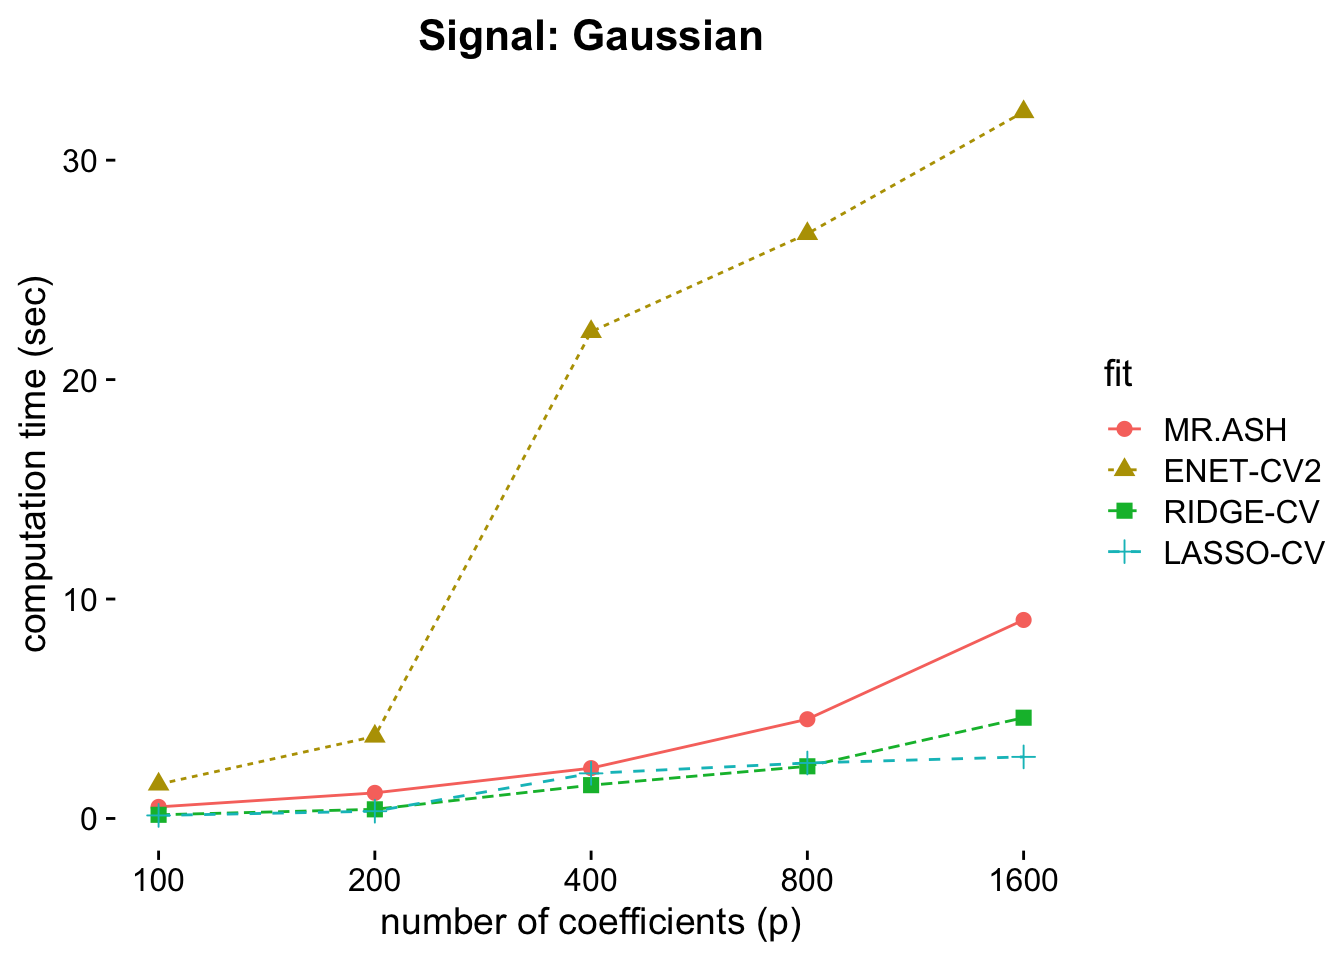 Signal: Gaussian
computation time (sec)
30
20
10
0
100 200 400 800 1600
number of coefficients (p)
fit
MR.ASH
ENET-CV2
RIDGE-CV
LASSO-CV